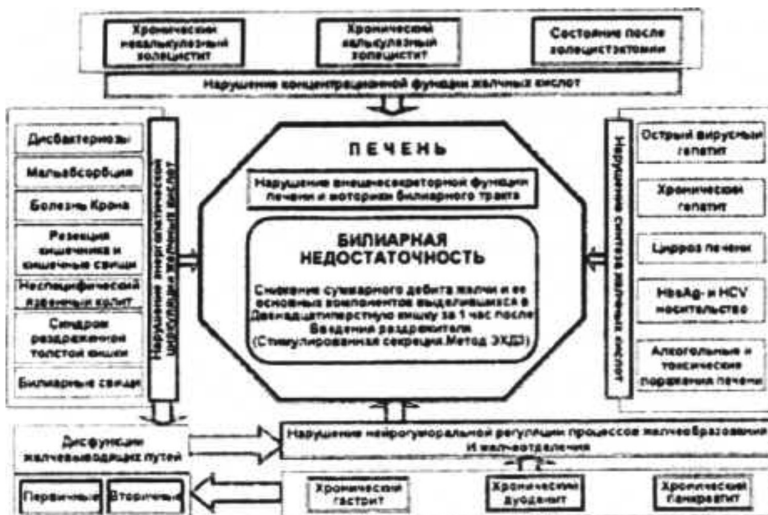 Хронический
некалькулезный
холецистит
Хронический
калькулезный
холецистит
Состояние после
холецистэктомии
Нарушение концентрационной функции желчных кислот
Дисбактериозы
Мальабсорбция
Болезнь Крона
Резекция
кишечника и
кишечные свищи
Неспецифический
язвенный колит
Синдром
раздраженной
толстой кишки
Билиарные свищи
Нарушение энтерогепатической
циркуляции желчных кислот
ПЕЧЕНЬ
Нарушение внешнесекреторной функции
печени и моторики билиарного тракта
БИЛИАРНАЯ
НЕДОСТАТОЧНОСТЬ
Снижение суммарного дебита желчи и ее
основных компонентов выделившихся в
Двенадцатиперстную кишку за 1 час после
Введения раздражителя
(Стимулированная секреция.Метод ЭХДЗ)
Нарушение синтеза желчных кислот
Острый вирусный
гепатит
Хронический
гепатит
Цирроз печени
HbsAg- и HCV
носительство
Алкогольные и
токсические
поражения печени
Дисфункции
желчевыводящих путей
Первичные
Вторичные
Нарушение нейрогуморальной регуляции процессов желчеобразования
И желчеотделения
Хронический
гастрит
Хронический
дуоденит
Хронический
панкреатит